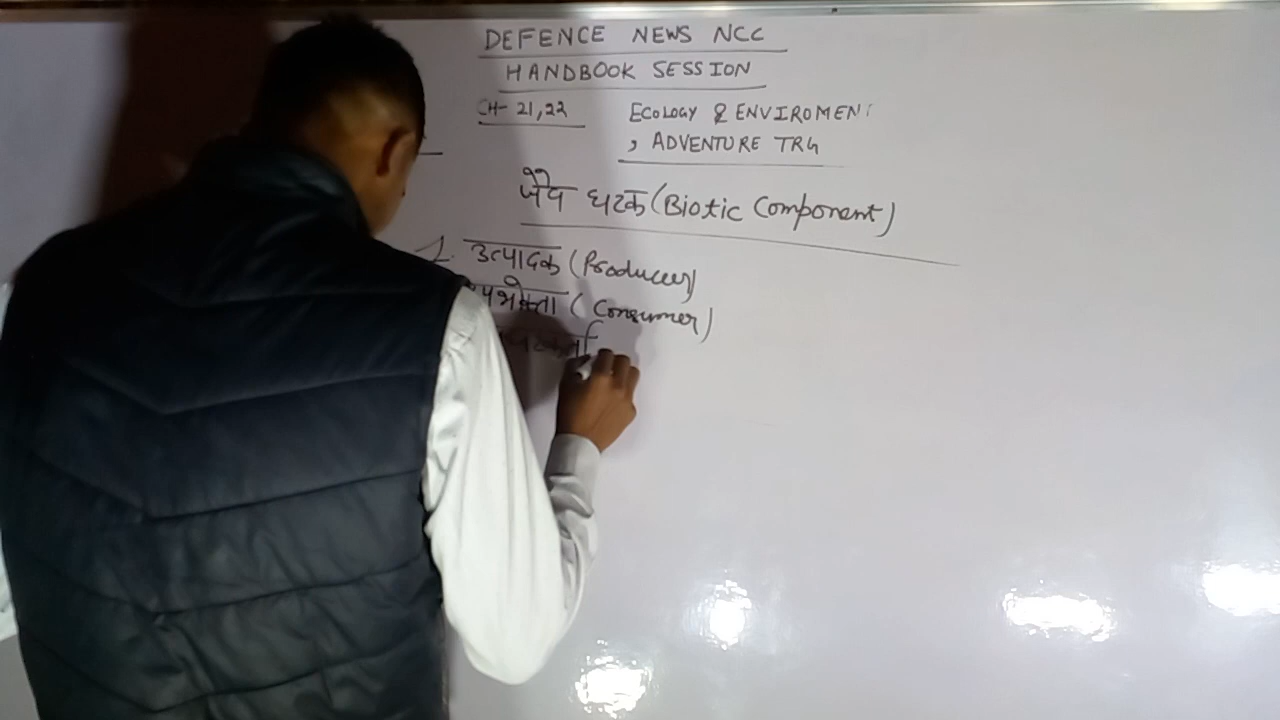 DEFENCE NEWS NCC
HANDBOOK SESSION
CH- 21,22 ECOLOGY & ENVIROMEN
, ADVENTURE TRG
जैव घटक (Biotic Component)
1. उत्पादक (Producer)
उपभोक्ता (Consumer)